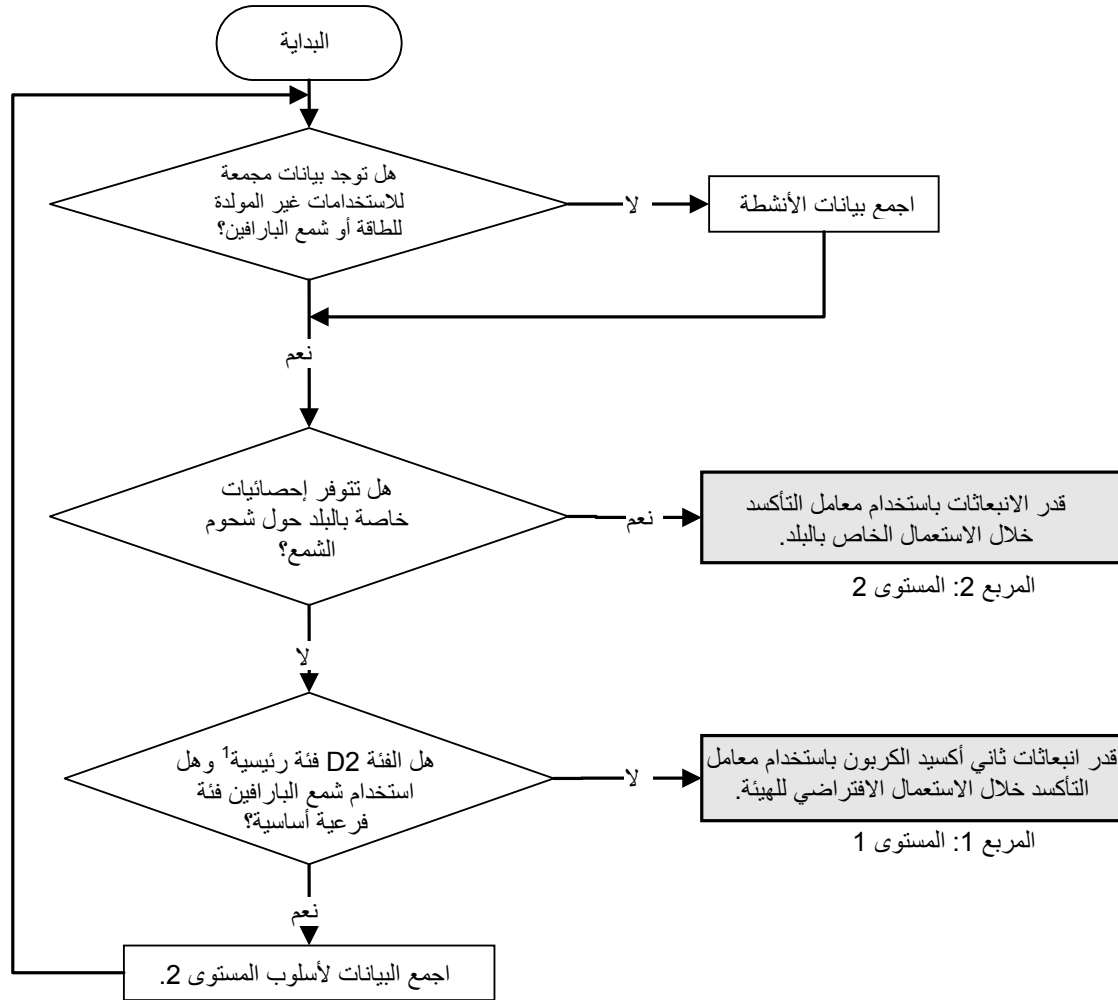 البداية
هل توجد بيانات مجمعة
للاستخدامات غير المولدة
للطاقة أو شمع البارافين؟
لا
اجمع بيانات الأنشطة
نعم
هل تتوفر إحصائيات
خاصة بالبلد حول شحوم
الشمع؟
نعم
قدر الانبعاثات باستخدام معامل التأكسد
خلال الاستعمال الخاص بالبلد.
المربع 2: المستوى 2
لا
هل الفئة D2 فئة رئيسية1 وهل
استخدام شمع البارافين فئة
فرعية أساسية؟
لا
قدر انبعاثات ثاني أكسيد الكربون باستخدام معامل
التأكسد خلال الاستعمال الافتراضي للهيئة.
المربع 1: المستوى 1
نعم
اجمع البيانات لأسلوب المستوى 2.